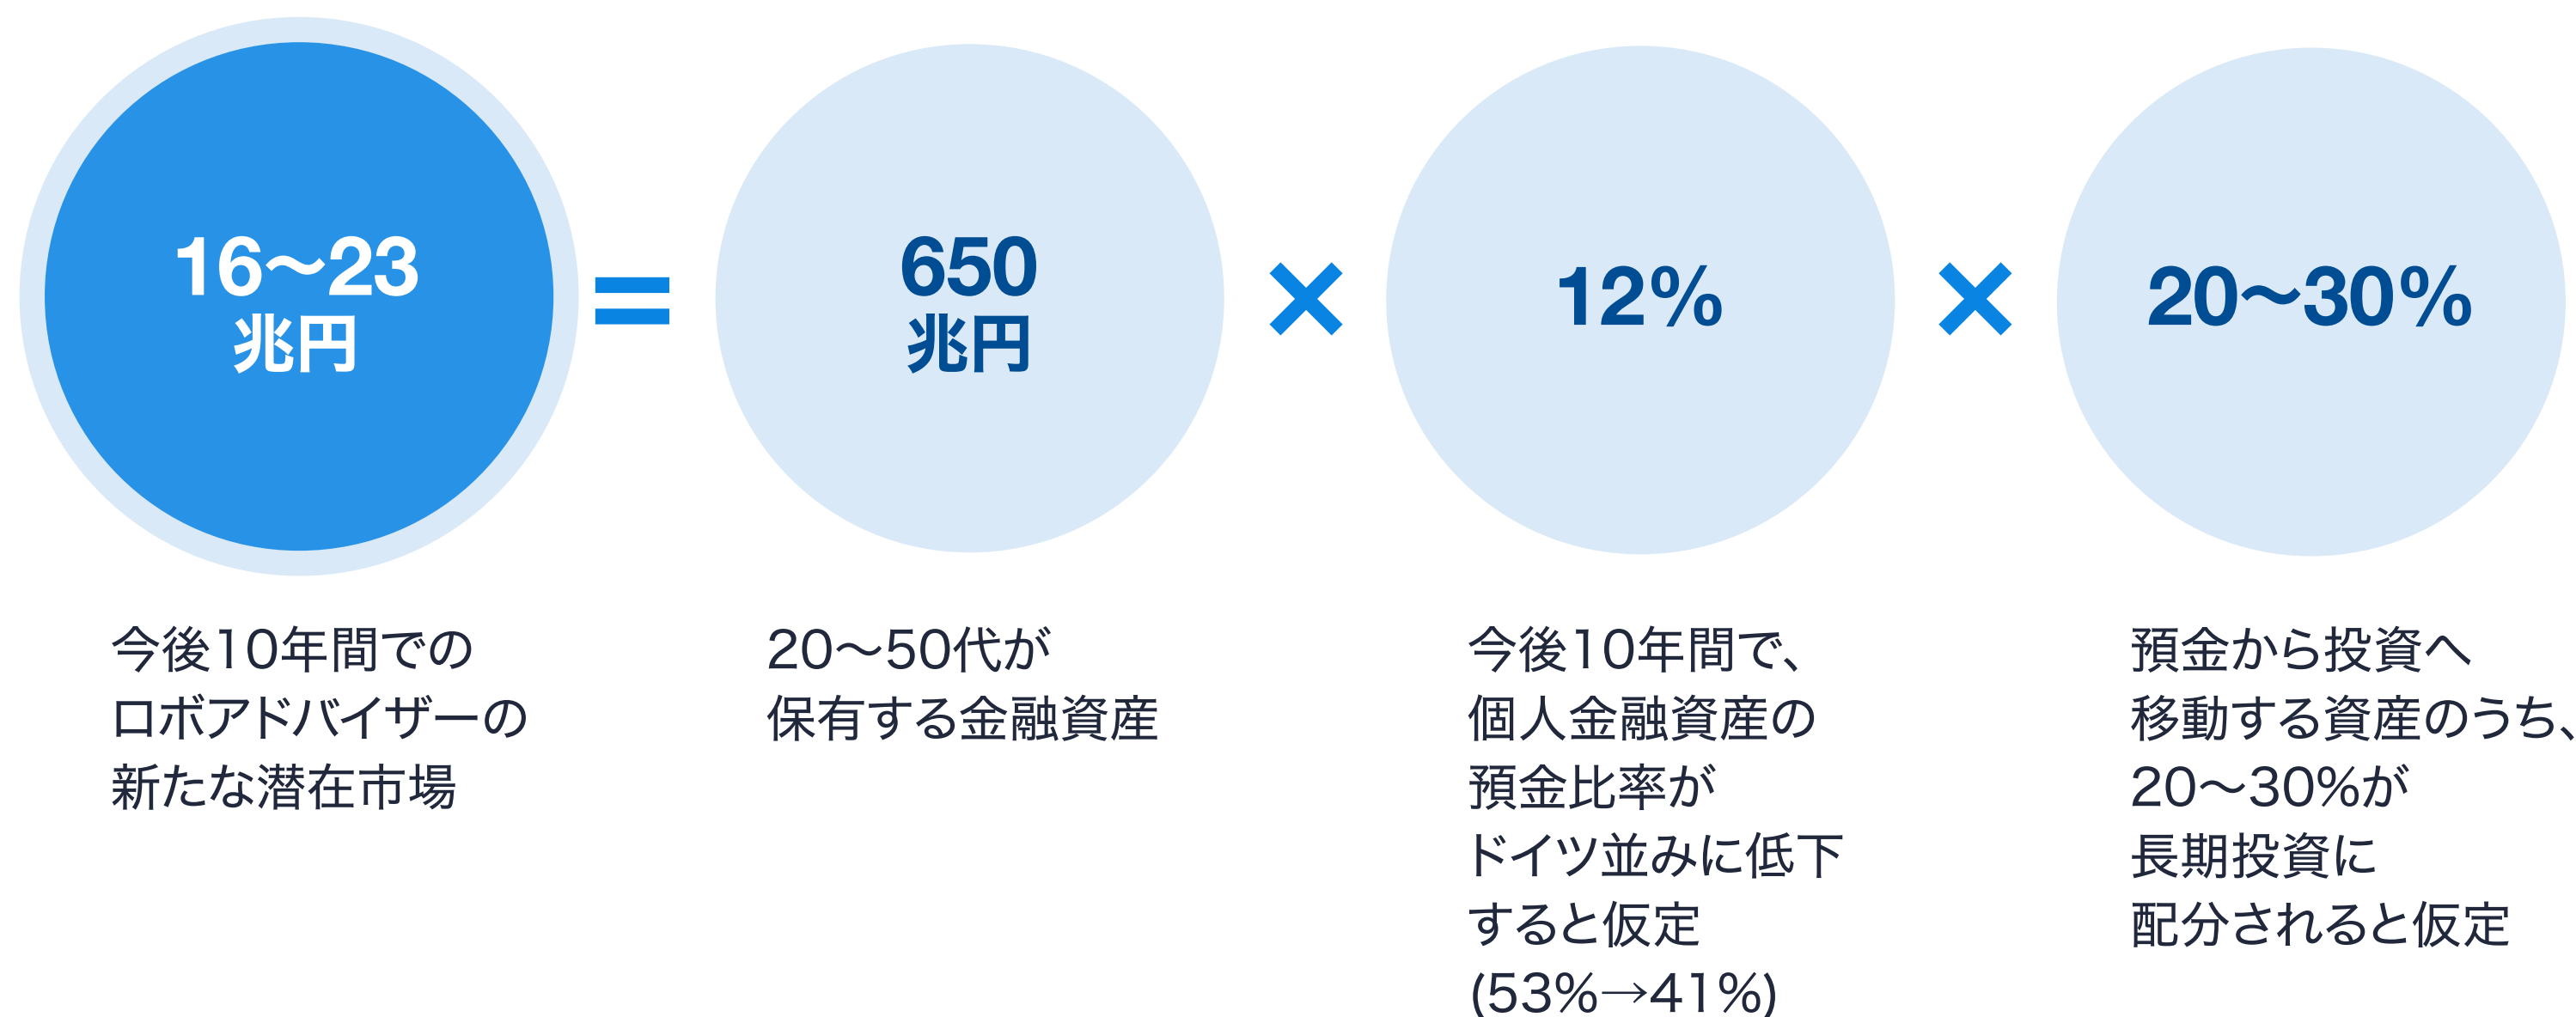 16〜23
兆円
=
650
兆円
×
12%
×
20〜30%
今後10年間での
ロボアドバイザーの
新たな潜在市場
20〜50代が
保有する金融資産
今後10年間で、
個人金融資産の
預金比率が
ドイツ並みに低下
すると仮定
(53%→41%)
預金から投資へ
移動する資産のうち、
20〜30%が
長期投資に
配分されると仮定